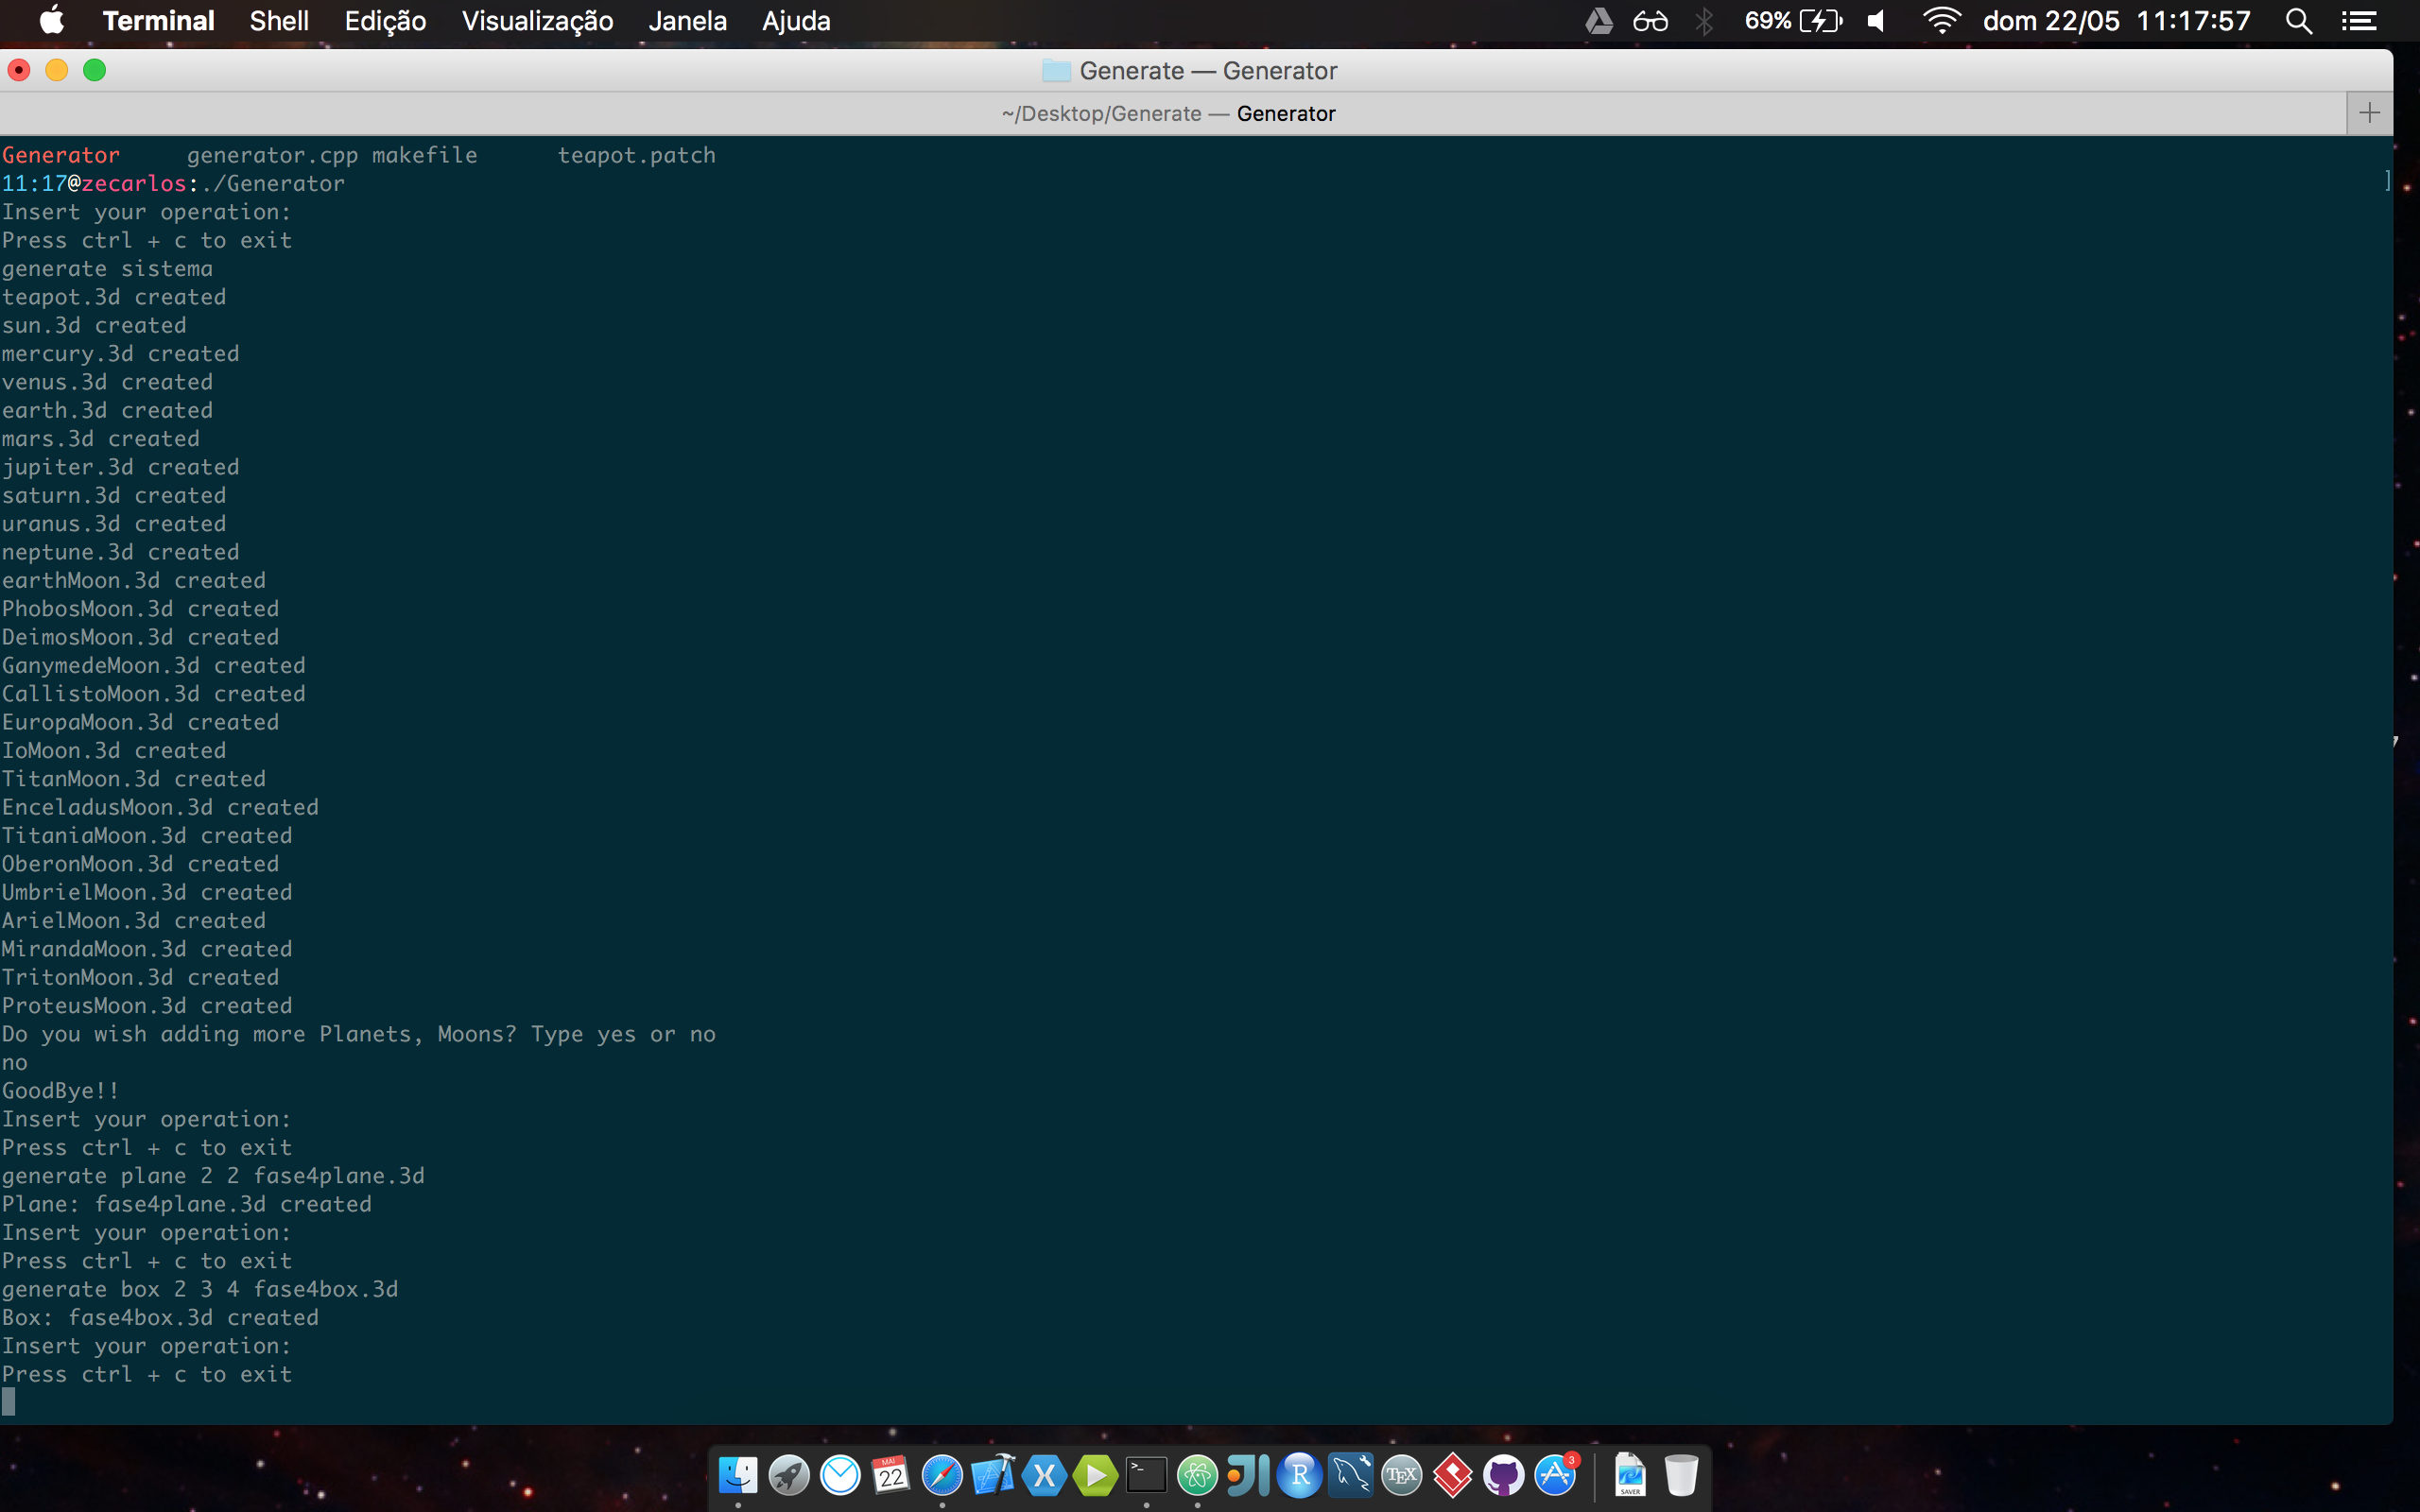 Terminal Shell Edição Visualização Janela Ajuda 69% dom 22/05 11:17:57
Generate — Generator
~/Desktop/Generate — Generator
Generator generator.cpp makefile teapot.patch
11:17@zecarlos:./Generator ]
Insert your operation:
Press ctrl + c to exit
generate sistema
teapot.3d created
sun.3d created
mercury.3d created
venus.3d created
earth.3d created
mars.3d created
jupiter.3d created
saturn.3d created
uranus.3d created
neptune.3d created
earthMoon.3d created
PhobosMoon.3d created
DeimosMoon.3d created
GanymedeMoon.3d created
CallistoMoon.3d created
EuropaMoon.3d created
IoMoon.3d created
TitanMoon.3d created
EnceladusMoon.3d created
TitaniaMoon.3d created
OberonMoon.3d created
UmbrielMoon.3d created
ArielMoon.3d created
MirandaMoon.3d created
TritonMoon.3d created
ProteusMoon.3d created
Do you wish adding more Planets, Moons? Type yes or no
no
GoodBye!!
Insert your operation:
Press ctrl + c to exit
generate plane 2 2 fase4plane.3d
Plane: fase4plane.3d created
Insert your operation:
Press ctrl + c to exit
generate box 2 3 4 fase4box.3d
Box: fase4box.3d created
Insert your operation:
Press ctrl + c to exit
MAI
22
X
>_
R
TEX
3
SAVER